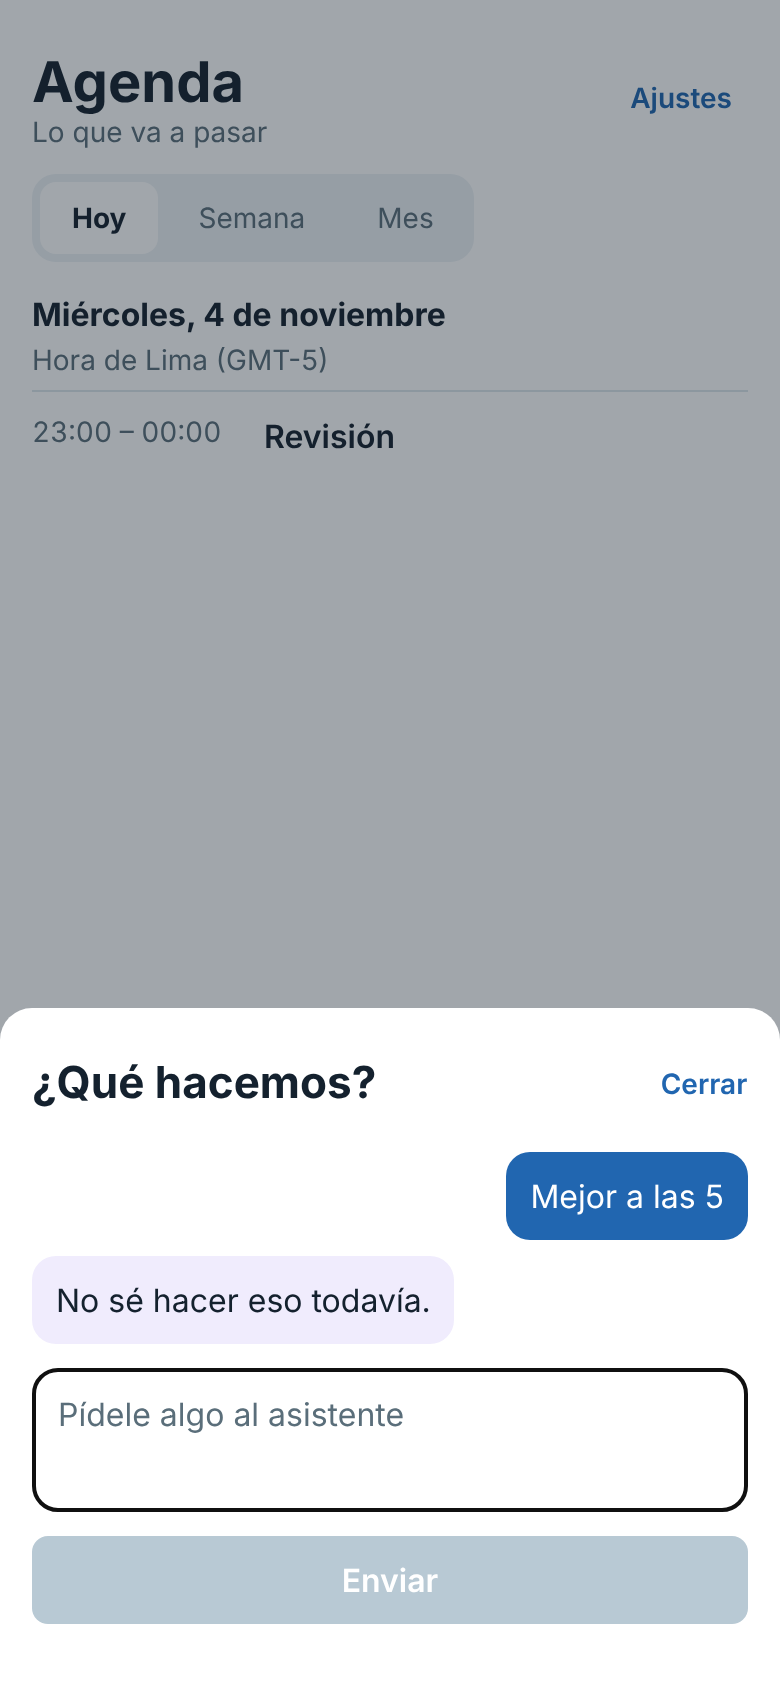 Agenda
Ajustes
Lo que va a pasar
Hoy
Semana
Mes
Miércoles, 4 de noviembre
Hora de Lima (GMT-5)
23:00 – 00:00
Revisión
¿Qué hacemos?
Cerrar
Mejor a las 5
No sé hacer eso todavía.
Pídele algo al asistente
Enviar